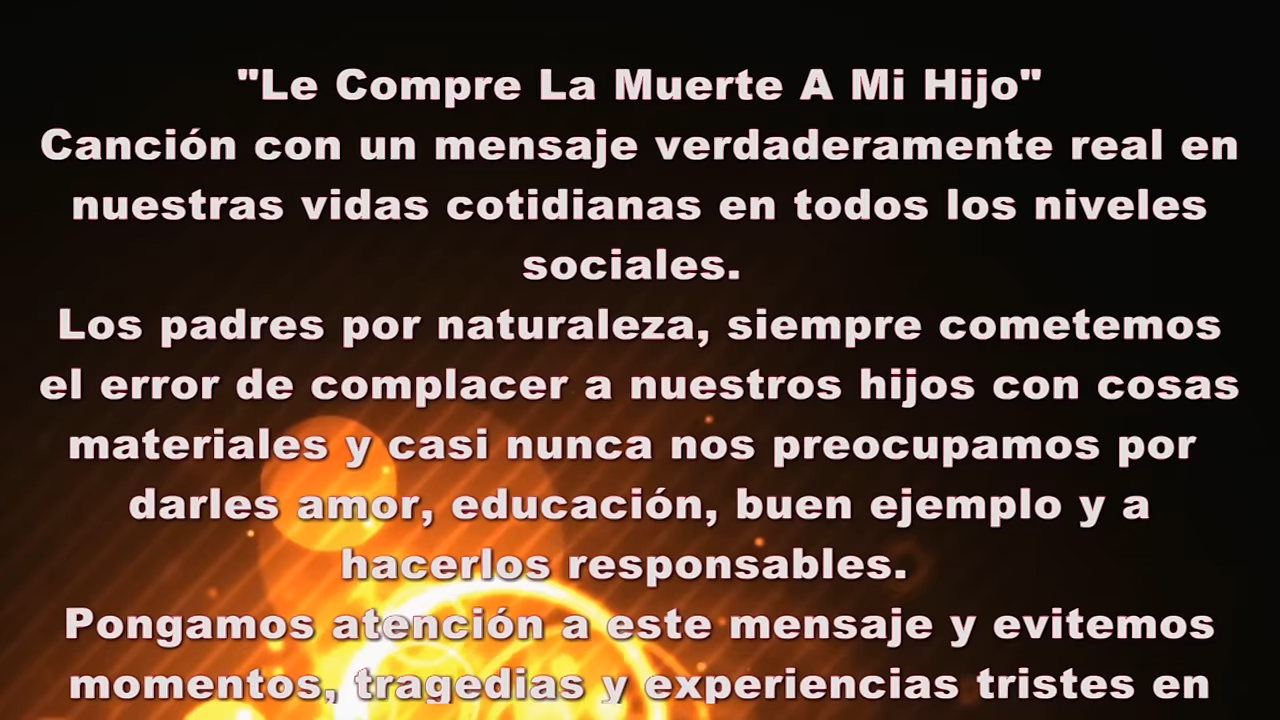 "Le Compre La Muerte A Mi Hijo"
Canción con un mensaje verdaderamente real en
nuestras vidas cotidianas en todos los niveles
sociales.
Los padres por naturaleza, siempre cometemos
el error de complacer a nuestros hijos con cosas
materiales y casi nunca nos preocupamos por
darles amor, educación, buen ejemplo y a
hacerlos responsables.
Pongamos atención a este mensaje y evitemos
momentos, tragedias y experiencias tristes en